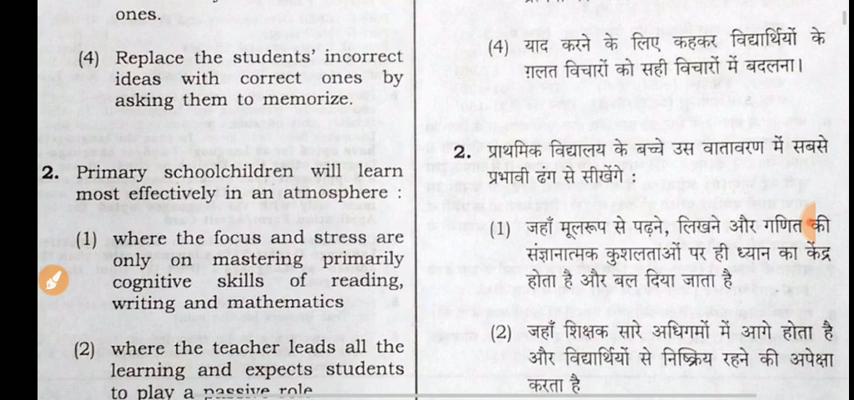 ones.
(4) Replace the students' incorrect
ideas with correct ones by
asking them to memorize.
2. Primary schoolchildren will learn
most effectively in an atmosphere :
(1) where the focus and stress are
only on mastering primarily
cognitive skills of reading,
writing and mathematics
(2) where the teacher leads all the
learning and expects students
to play a passive role
(4) याद करने के लिए कहकर विद्यार्थियों के
ग़लत विचारों को सही विचारों में बदलना।
2. प्राथमिक विद्यालय के बच्चे उस वातावरण में सबसे
प्रभावी ढंग से सीखेंगे :
(1) जहाँ मूलरूप से पढ़ने, लिखने और गणित की
संज्ञानात्मक कुशलताओं पर ही ध्यान का केंद्र
होता है और बल दिया जाता है
(2) जहाँ शिक्षक सारे अधिगमों में आगे होता है
और विद्यार्थियों से निष्क्रिय रहने की अपेक्षा
करता है